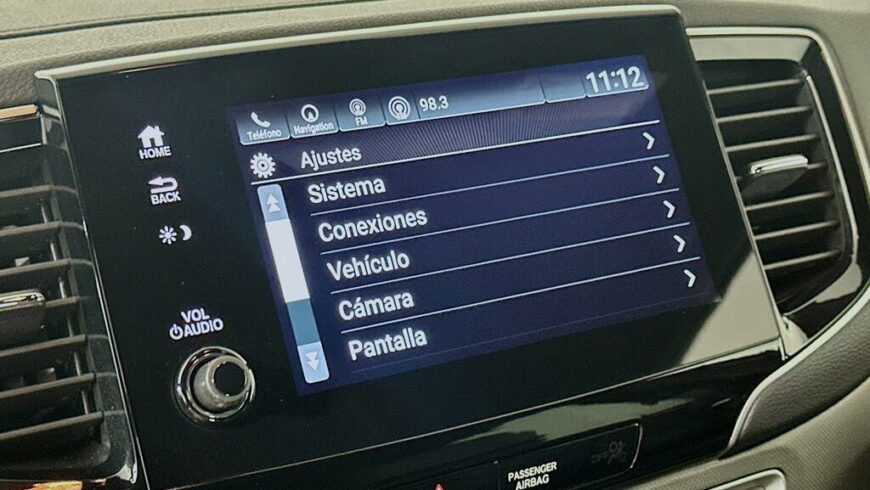 Teléfono
Navigation
FM
98.3
11:12
HOME
Ajustes
BACK
Sistema
Conexiones
Vehículo
Cámara
VOL
AUDIO
Pantalla
PASSENGER
AIRBAG
OFF